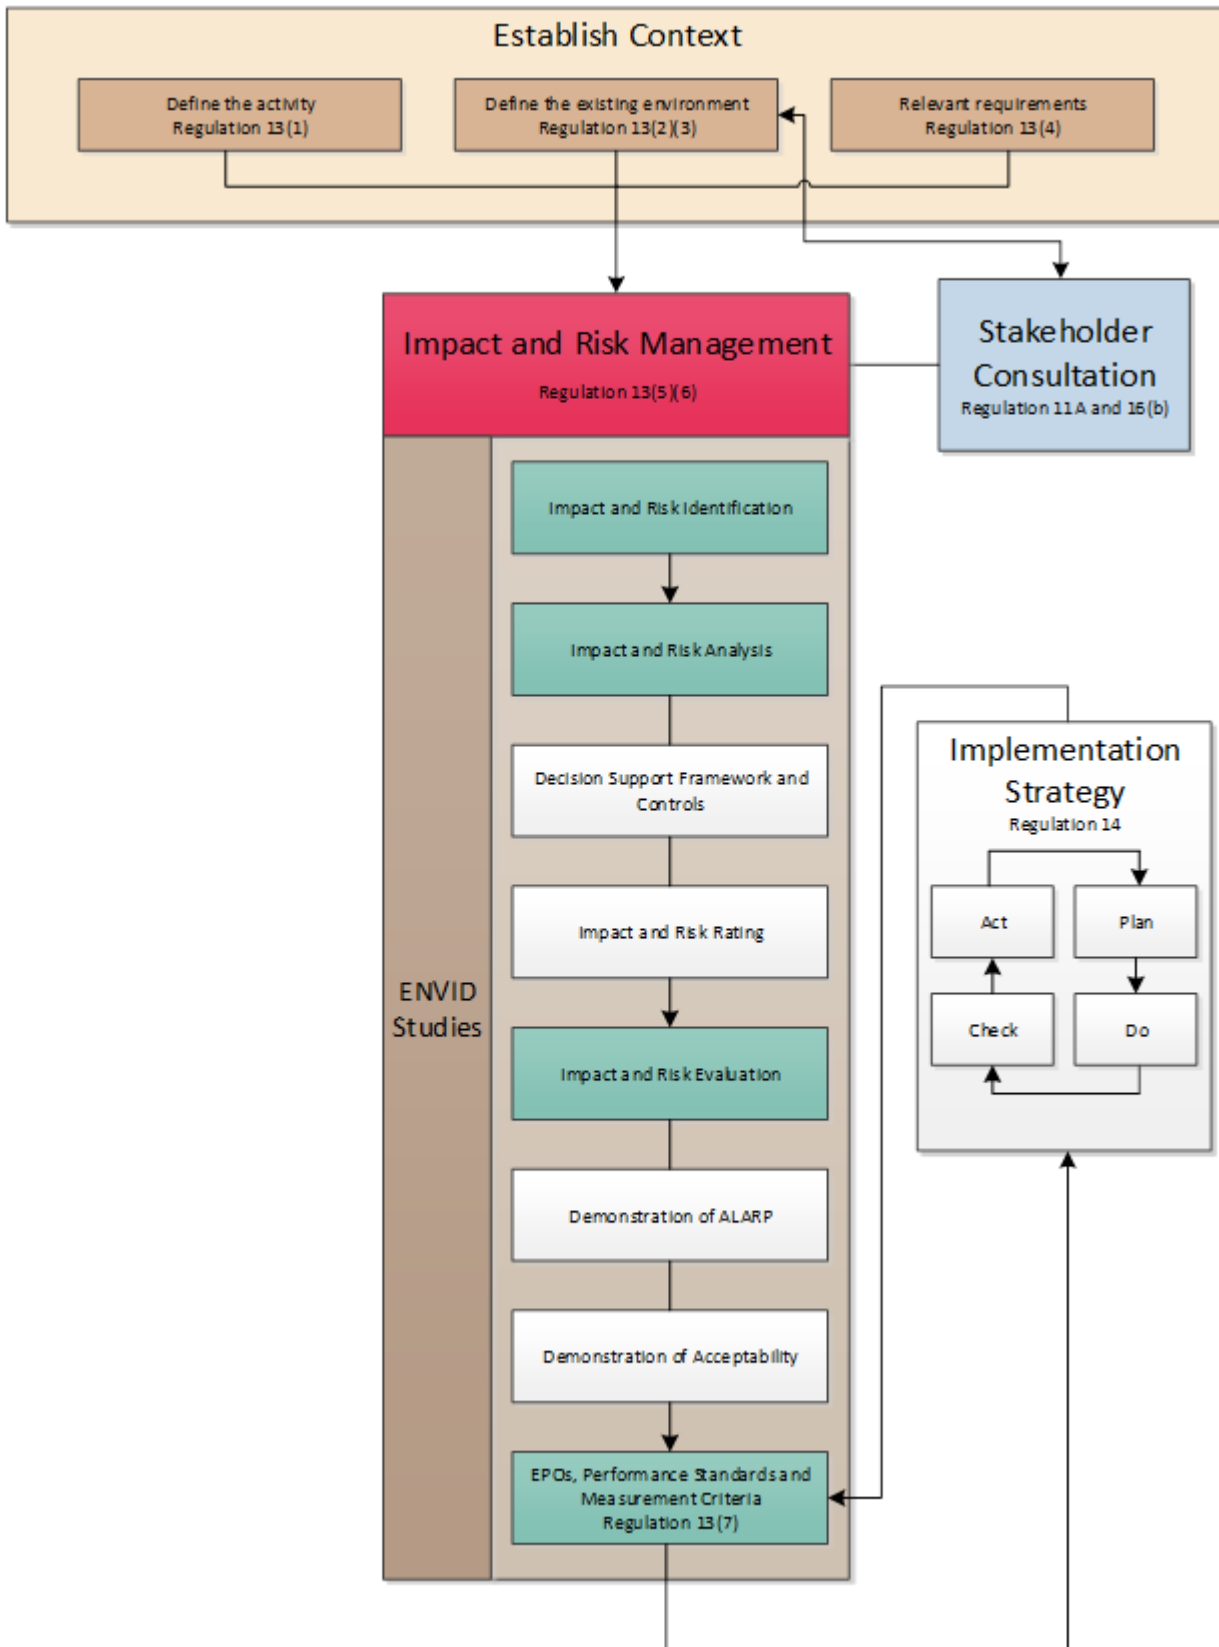 Establish Context
Define the activity
Regulation 13(1)
Define the existing environment
Regulation 13(2)(3)
Relevant requirements
Regulation 13(4)
Impact and Risk Management
Regulation 13(5)(6)
Stakeholder
Consultation
Regulation 11A and 16(b)
ENVID
Studies
Impact and Risk Identification
Impact and Risk Analysis
Decision Support Framework and
Controls
Impact and Risk Rating
Impact and Risk Evaluation
Demonstration of ALARP
Demonstration of Acceptability
EPOs, Performance Standards and
Measurement Criteria
Regulation 13(7)
Implementation
Strategy
Regulation 14
Act
Plan
Check
Do